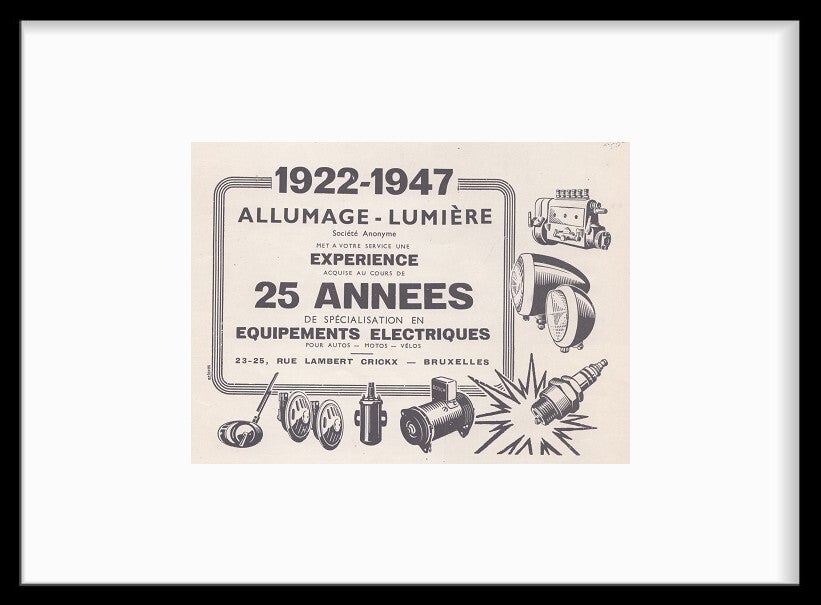 1922-1947
ALLUMAGE - LUMIÈRE
Société Anonyme
MET A VOTRE SERVICE UNE
EXPERIENCE
ACQUISE AU COURS DE
25 ANNEES
DE SPÉCIALISATION EN
EQUIPEMENTS ELECTRIQUES
POUR AUTOS — MOTOS — VÉLOS
23-25, RUE LAMBERT CRICKX — BRUXELLES